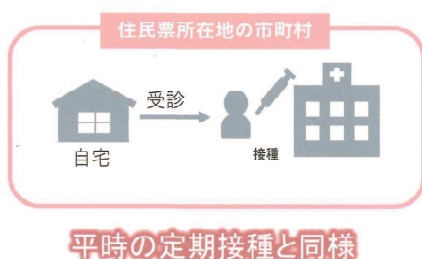 住民票所在地の市町村
受診
自宅
接種
平時の定期接種と同様